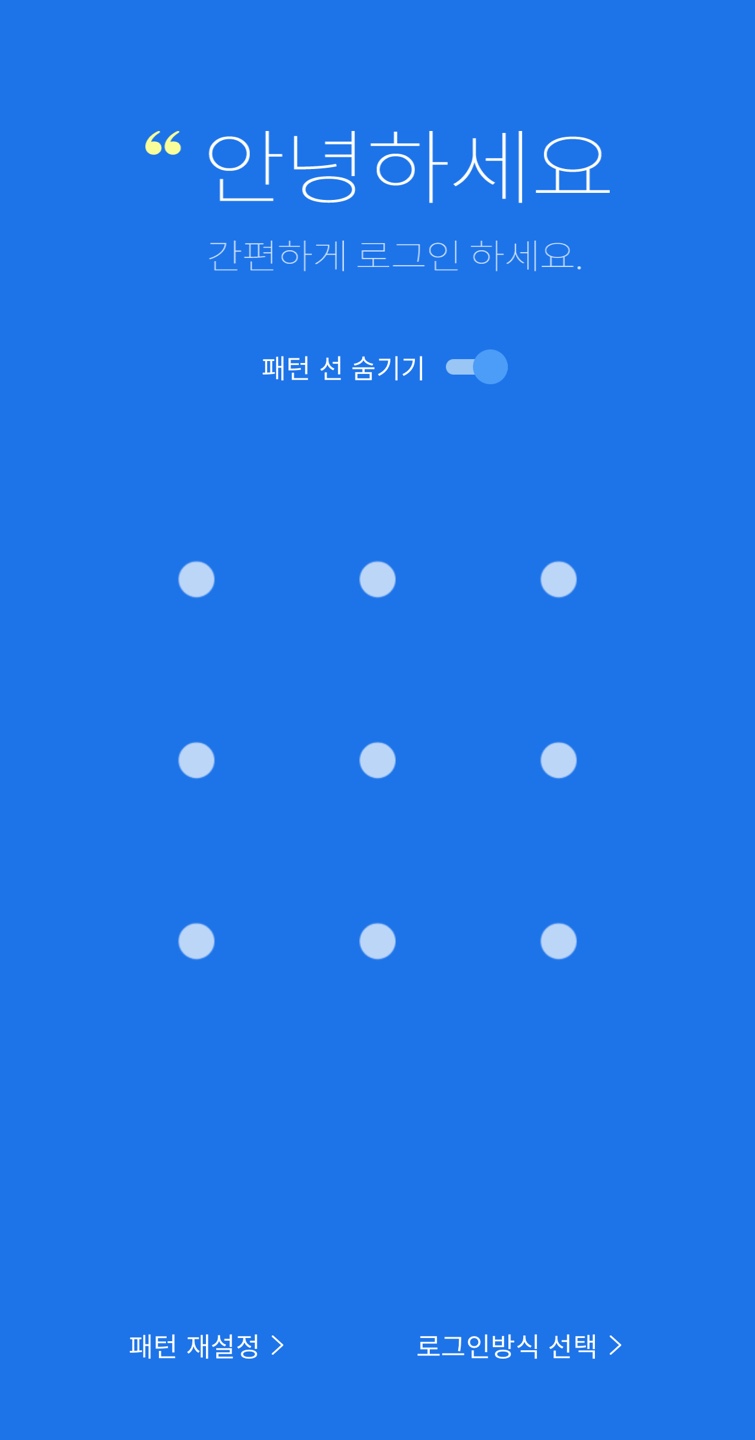 “ 안녕하세요
간편하게 로그인 하세요.
패턴 선 숨기기
패턴 재설정 >
로그인방식 선택 >